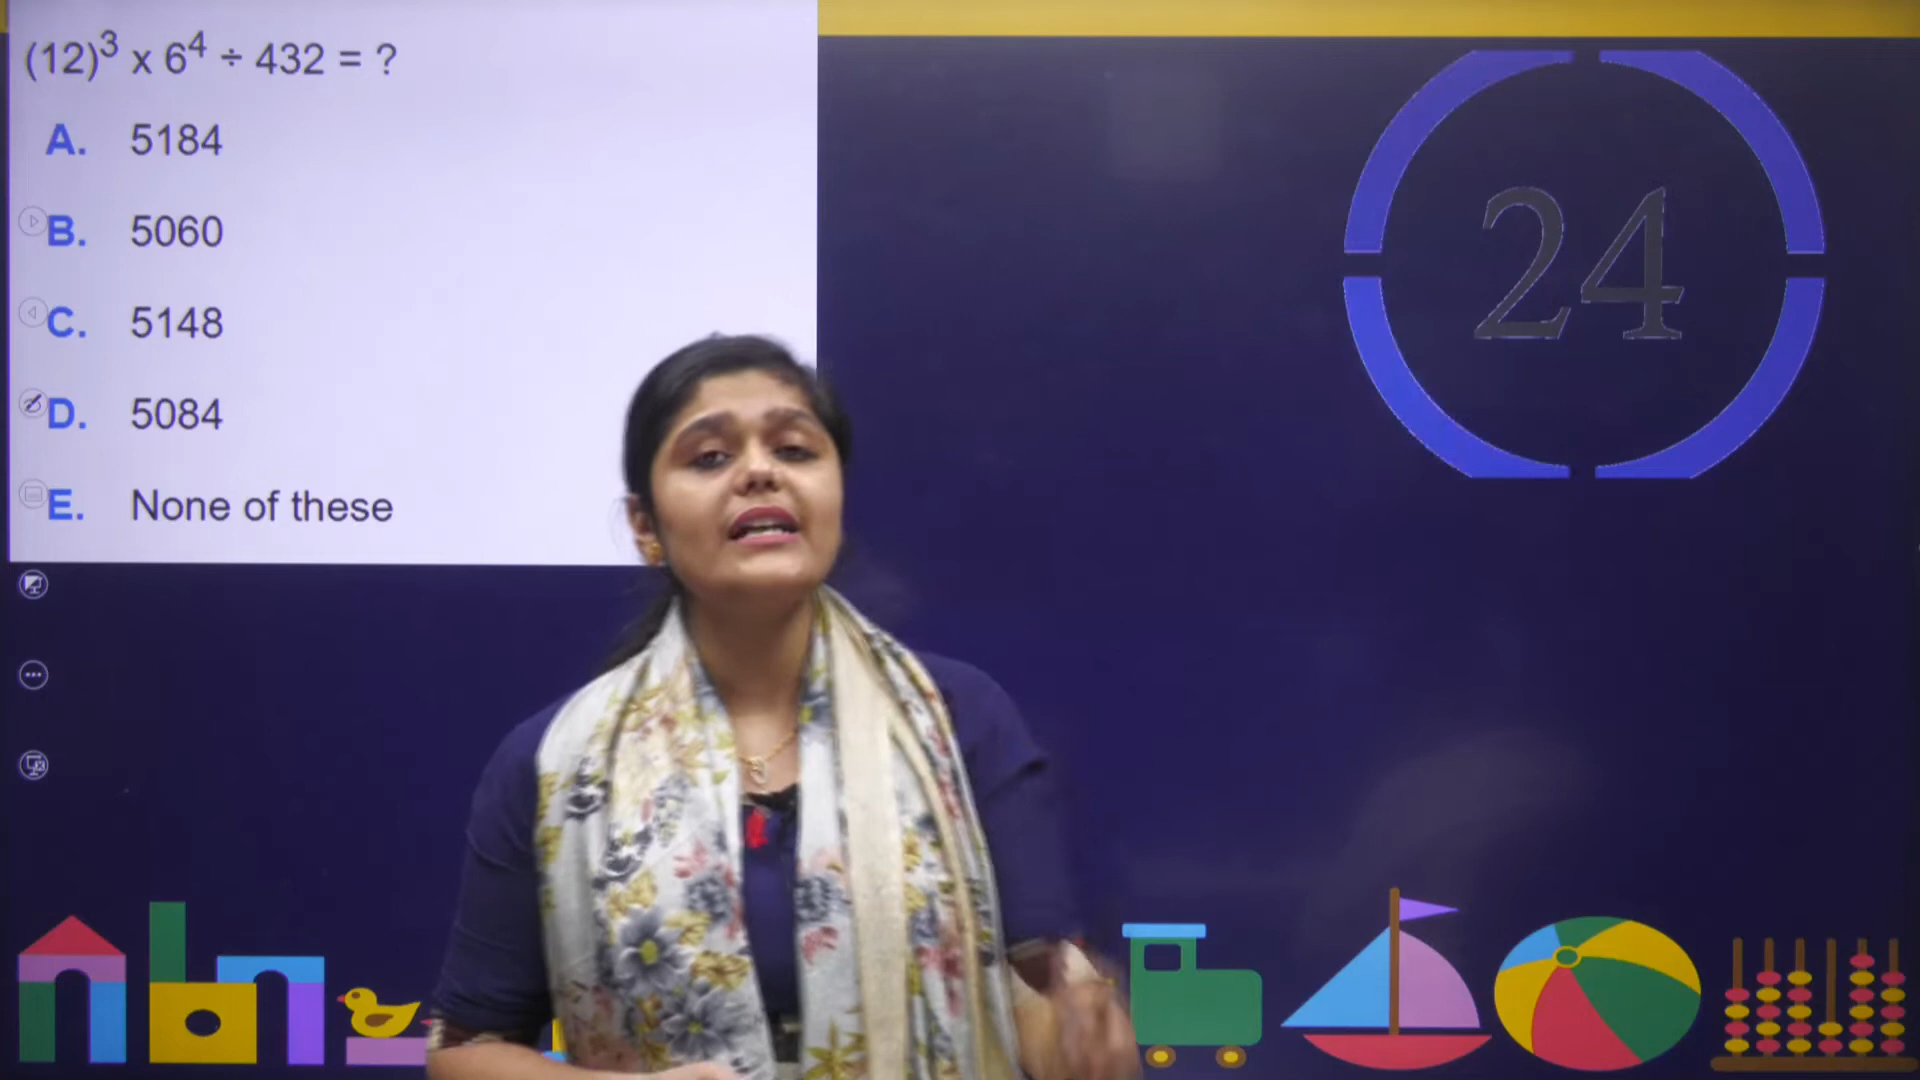 (12)³ x 6⁴ ÷ 432 = ?
A. 5184
B. 5060
C. 5148
D. 5084
E. None of these
24